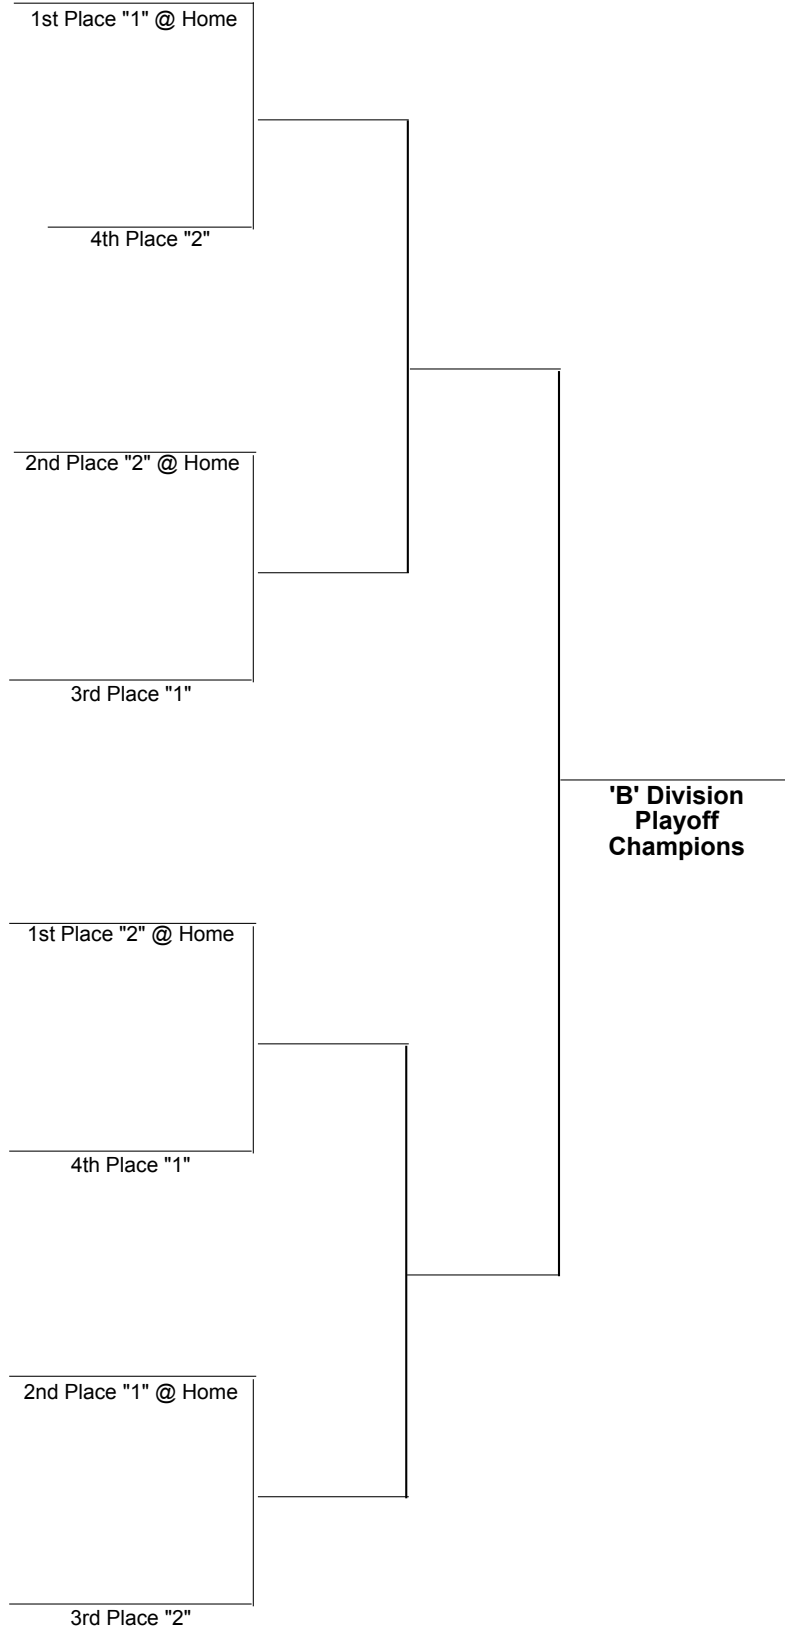 1st Place "1" @ Home
4th Place "2"
2nd Place "2" @ Home
3rd Place "1"
'B' Division
Playoff
Champions
1st Place "2" @ Home
4th Place "1"
2nd Place "1" @ Home
3rd Place "2"